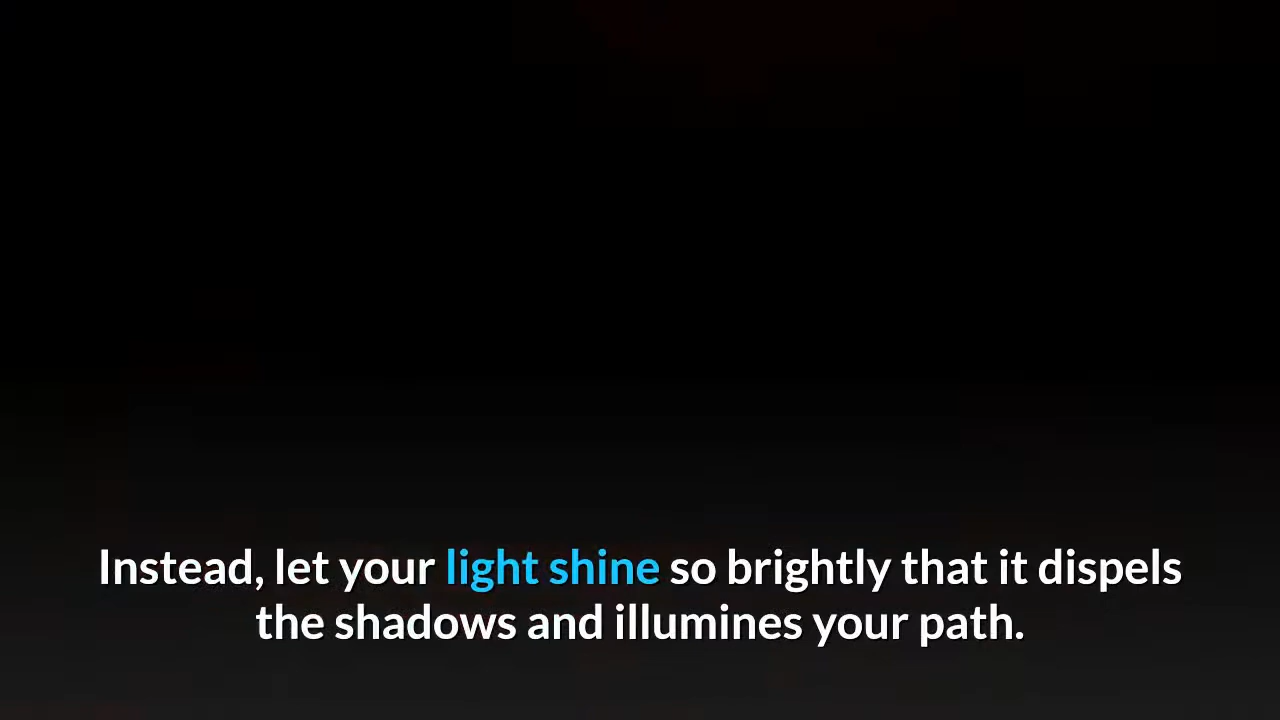 Instead, let your light shine so brightly that it dispels
the shadows and illumines your path.